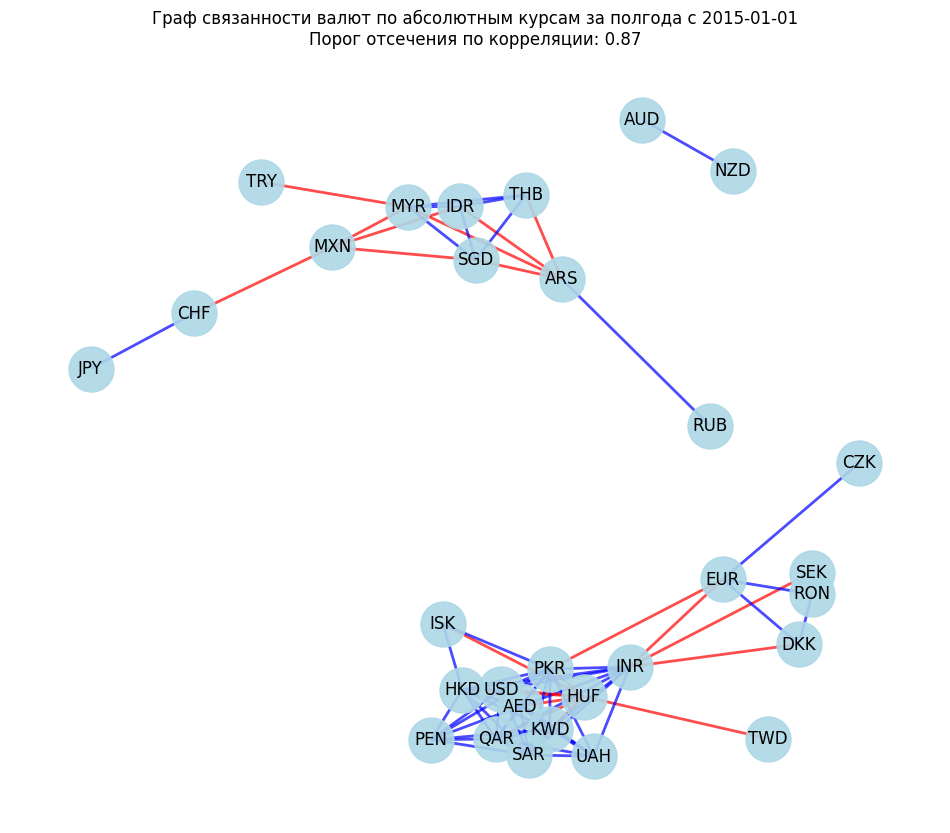 Граф связанности валют по абсолютным курсам за полгода с 2015-01-01
Порог отсечения по корреляции: 0.87
AUD
NZD
TRY
THB
MYR
IDR
MXN
SGD
ARS
CHF
JPY
RUB
CZK
EUR
SEK
RON
ISK
DKK
PKR
INR
HKD
USD
HUF
AED
KWD
PEN
QAR
TWD
SAR
UAH